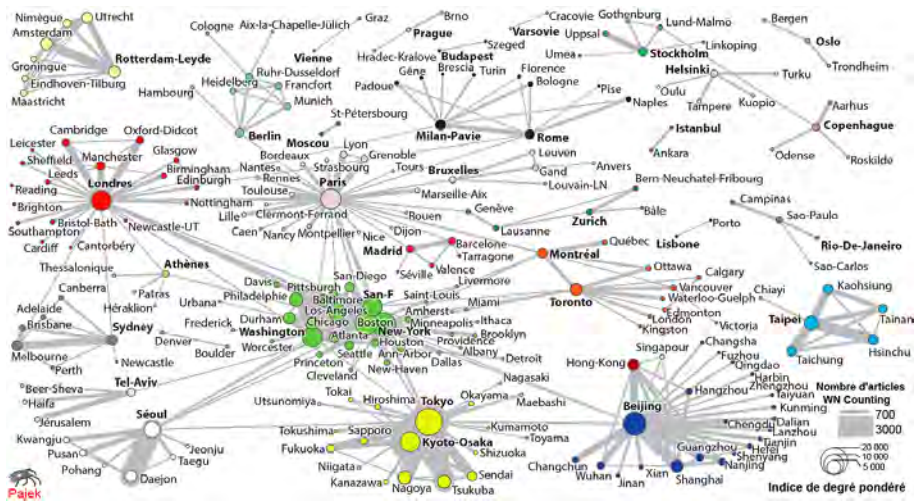 Nimègue
Utrecht
Amsterdam
Groningue
Rotterdam-Leyde
Eindhoven-Tilburg
Maastricht
Cologne
Aix-la-Chapelle-Jülich
Ruhr-Dusseldorf
Heidelberg
Francfort
Hambourg
Munich
Berlin
Vienne
Graz
Brno
Prague
Hradec-Kralove
Budapest
Szeged
Cracovie
Varsovie
Gothenburg
Uppsal
Lund-Malmo
Stockholm
Linkoping
Umea
Helsinki
Oulu
Turku
Tampere
Kuopio
Bergen
Oslo
Trondheim
Aarhus
Copenhague
Odense
Roskilde
Gêne
Brescia
Turin
Florence
Padoue
Bologne
Pise
Naples
Milan-Pavie
Rome
St-Pétersbourg
Moscou
Istanbul
Ankara
Cambridge
Oxford-Didcot
Leicester
Glasgow
Sheffield
Manchester
Birmingham
Leeds
Edinburg
Londres
Reading
Nottingham
Brighton
Bristol-Bath
Newcastle-UT
Southampton
Cardiff
Cantorbéry
Bordeaux
Lyon
Nantes
Strasbourg
Grenoble
Rennes
Paris
Tours
Toulouse
Marseille-Aix
Lille
Clermont-Ferrand
Rouen
Caen
Nancy
Montpellier
Nice
Dijon
Genève
Lausanne
Bruxelles
Leuven
Gand
Anvers
Louvain-LN
Bern-Neuchatel-Fribourg
Zurich
Bâle
Lisbone
Porto
Campinas
Sao-Paulo
Rio-De-Janeiro
Sao-Carlos
Madrid
Barcelone
Tarragone
Séville
Valence
Montréal
Québec
Ottawa
Calgary
Vancouver
Toronto
Waterloo-Guelph
Edmonton
London
Kingston
Victoria
Thessalonique
Athènes
Patras
Héraklion
Canberra
Adelaide
Brisbane
Sydney
Melbourne
Perth
Newcastle
Davis
Pittsburgh
San-Diego
Livermore
Urbana
Philadelphie
Baltimore
San-F
Saint-Louis
Los-Angeles
Miami
Frederick
Durham
Chicago
Boston
Amherst
Minneapolis
Ithaca
Washington
New-York
Brooklyn
Denver
Atlanta
Houston
Providence
Boulder
Worcester
Seattle
Ann-Arbor
Albany
Princeton
Dallas
Detroit
Cleveland
New-Haven
Tel-Aviv
Beer-Sheva
Haifa
Jérusalem
Séoul
Kwangju
Jeonju
Pusan
Taegu
Pohang
Daejon
Tokai
Tokyo
Nagasaki
Utsunomiya
Hiroshima
Okayama
Maebashi
Tokushima
Sapporo
Kyoto-Osaka
Kumamoto
Fukuoka
Toyama
Shizuoka
Niigata
Sendai
Kanazawa
Nagoya
Tsukuba
Singapour
Hong-Kong
Changsha
Fuzhou
Qingdao
Hangzhou
Harbin
Zhengzhou
Beijing
Taiyuan
Kunming
Chengdu
Dalian
Lanzhou
Tianjin
Guangzhou
Hefei
Shenyang
Changchun
Xian
Nanjing
Wuhan
Jinan
Shanghai
Chiayi
Kaohsiung
Taipei
Tainan
Taichung
Hsinchu
Nombre d'articles
WN Counting
700
3000
20 000
10 000
5 000
Indice de degré pondéré
Pajek